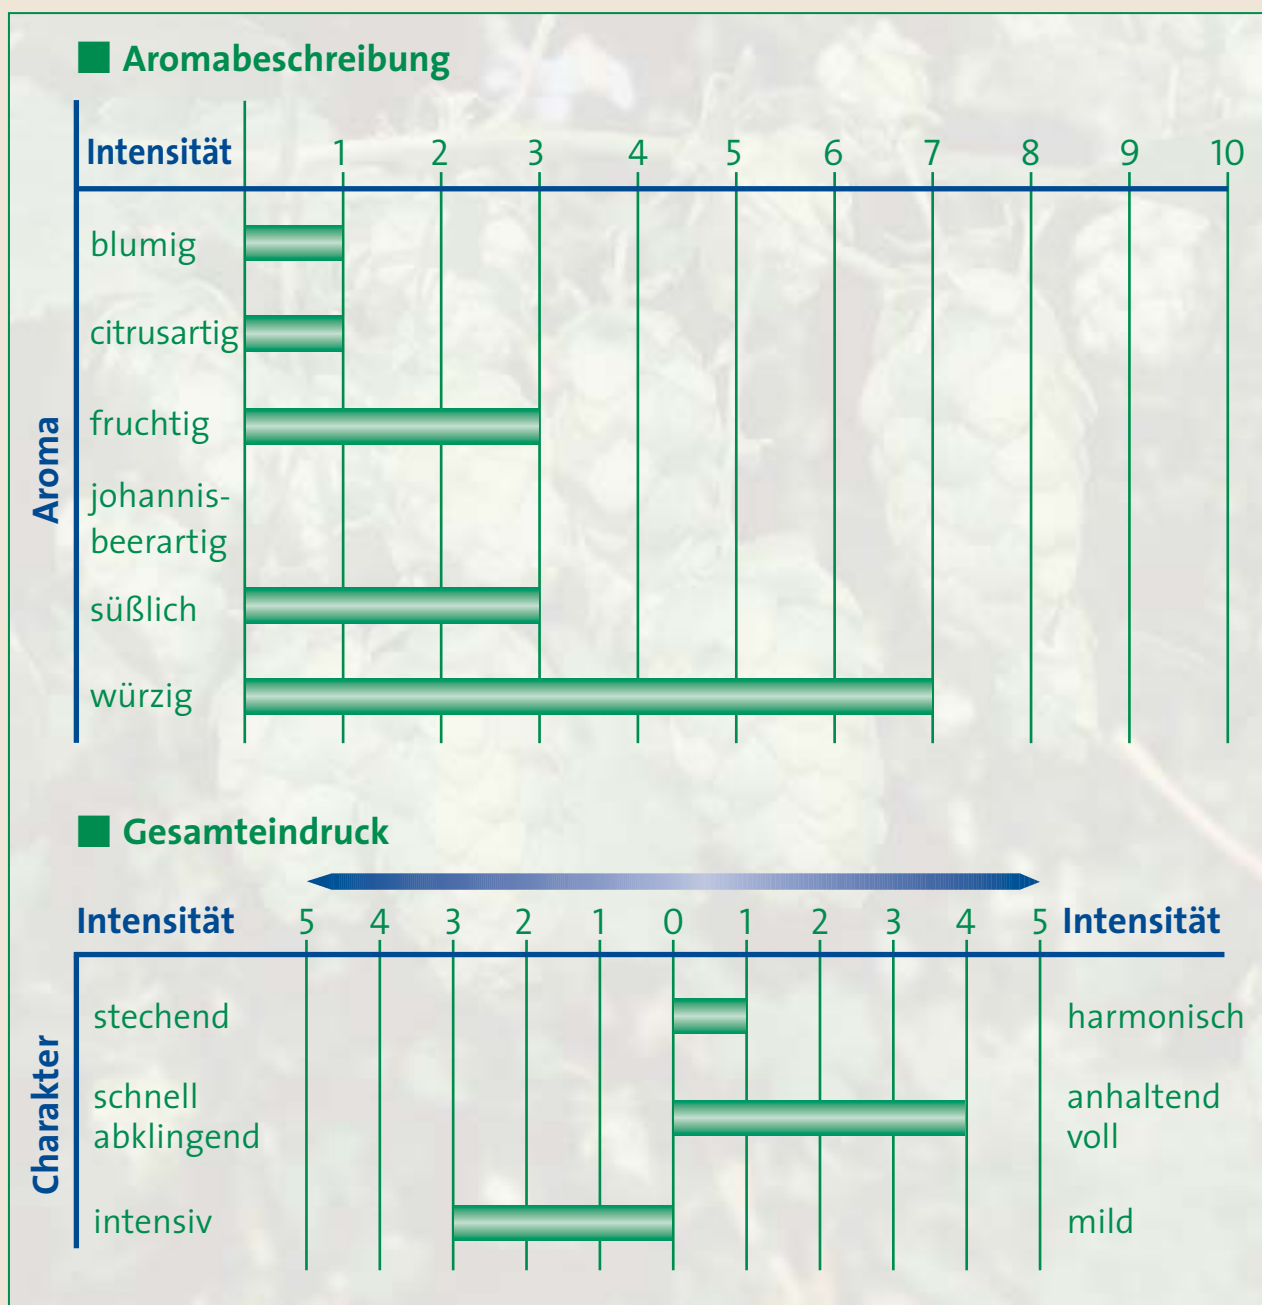 Aromabeschreibung
Intensität 1 2 3 4 5 6 7 8 9 10
Aroma
blumig
citrusartig
fruchtig
johannis-
beerartig
süßlich
würzig
Gesamteindruck
Intensität 5 4 3 2 1 0 1 2 3 4 5 Intensität
Charakter
stechend harmonisch
schnell anhaltend
abklingend voll
intensiv mild